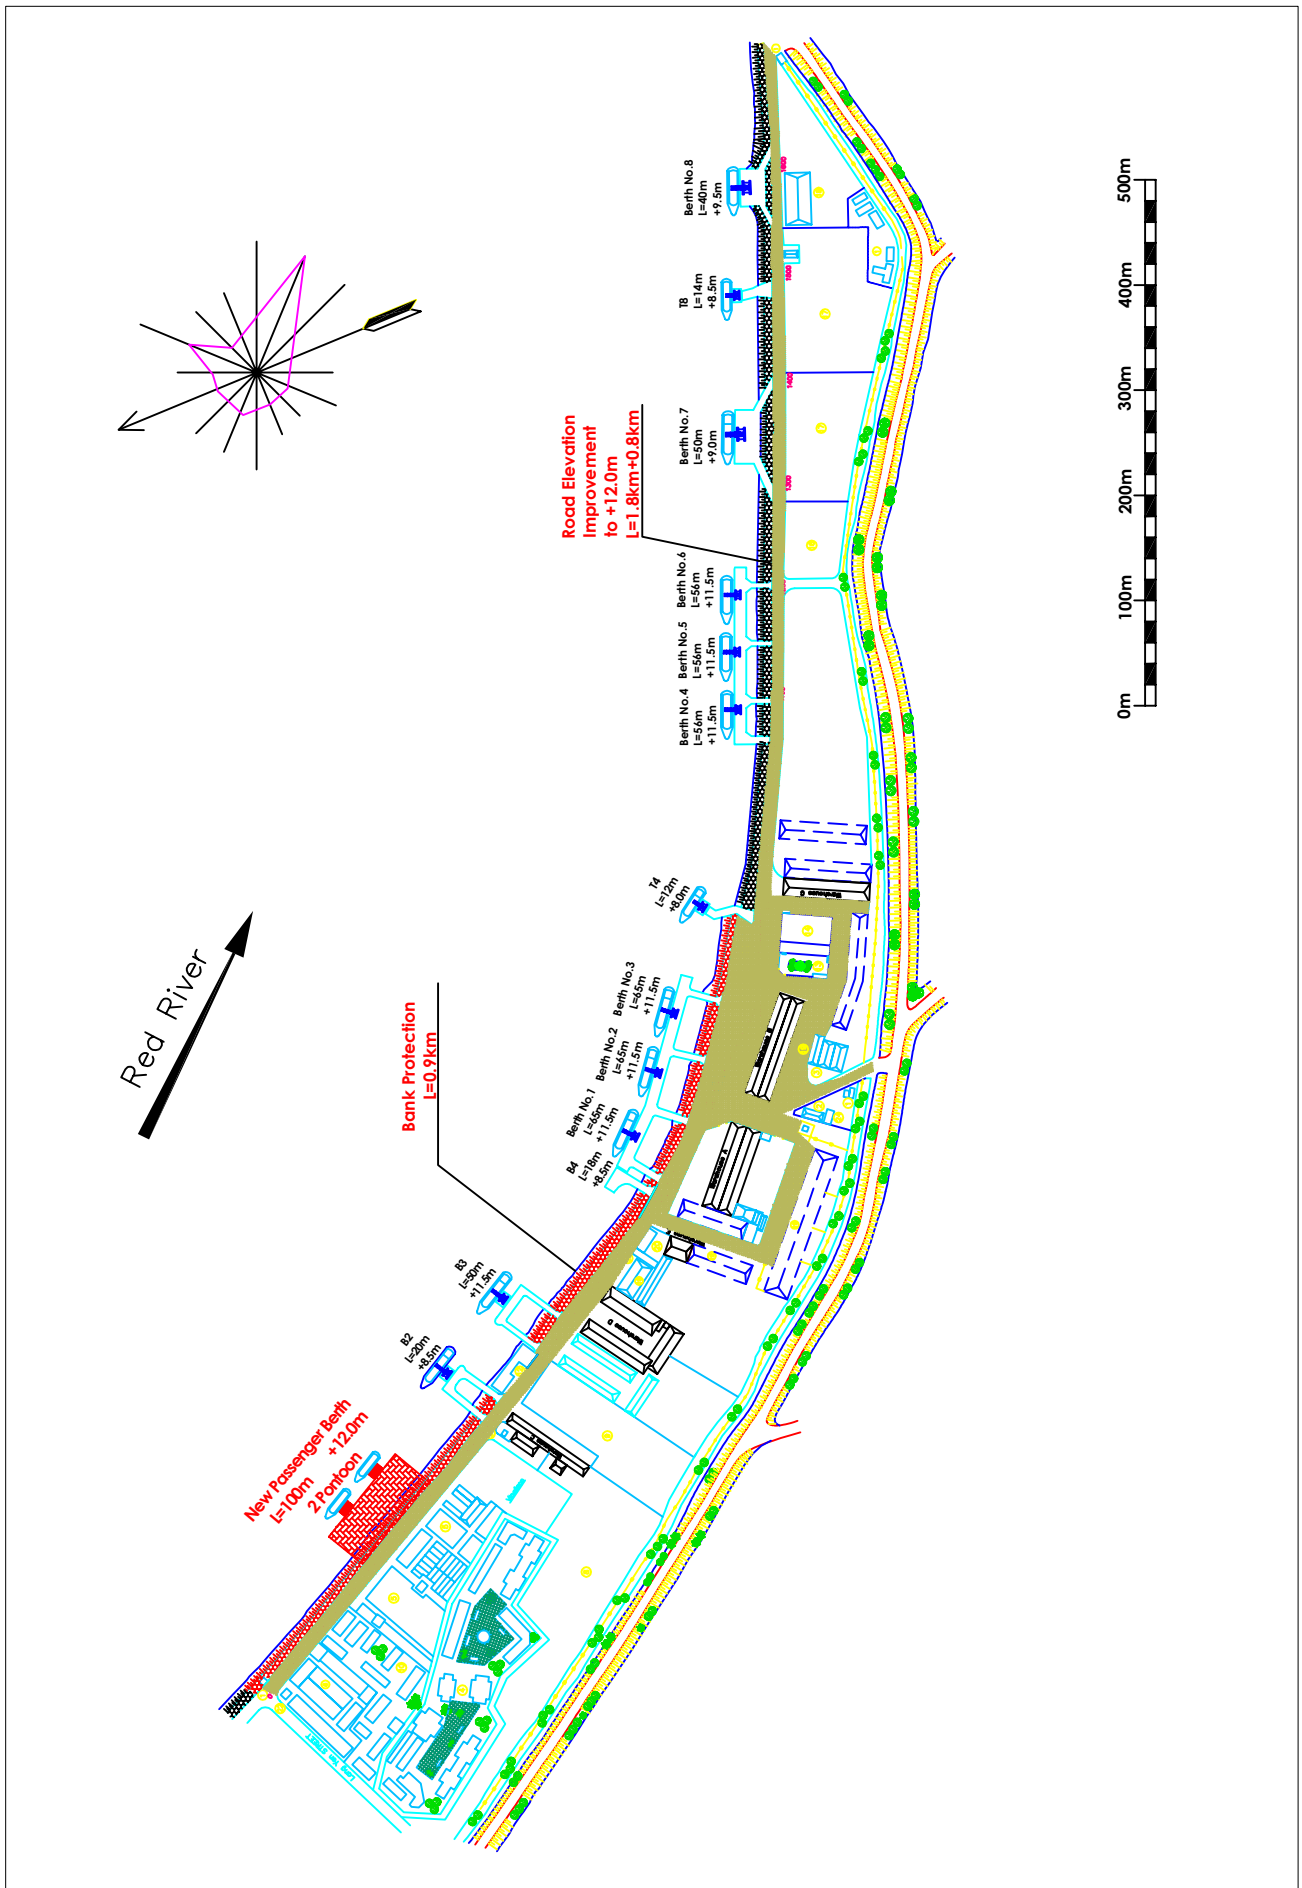 Berth No.8
L=40m
+9.5m
T8
L=14m
+8.5m
Berth No.7
L=50m
+9.0m
Road Elevation
Improvement
to +12.0m
L=1.8km+0.8km
Berth No.6
L=56m
+11.5m
Berth No.5
L=56m
+11.5m
Berth No.4
L=56m
+11.5m
1400
1300
0m
100m
200m
300m
400m
500m
T4
L=12m
+8.0m
Red River
Bank Protection
L=0.9km
Berth No.3
L=65m
+11.5m
Berth No.2
L=65m
+11.5m
Berth No.1
L=65m
+11.5m
B4
L=18m
+8.5m
Warehouse B
Warehouse A
B3
L=50m
+11.5m
Warehouse D
B2
L=20m
+8.5m
New Passenger Berth
L=100m +12.0m
2 Pontoon